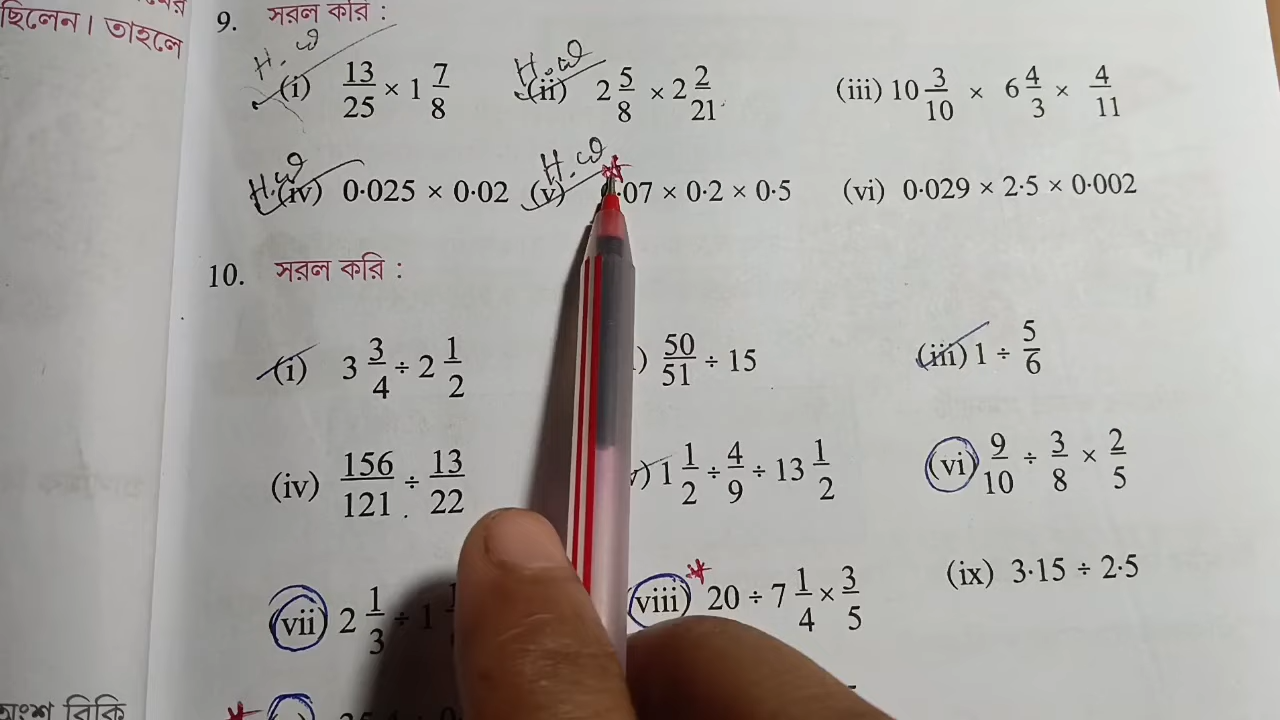 ছিলেন। তাহলে
9. সরল করি :
H.W H.W
(i) 13/25 × 1 7/8 (ii) 2 5/8 × 2 2/21 (iii) 10 3/10 × 6 4/3 × 4/11
H.W H.W
(iv) 0·025 × 0·02 (v) 0·07 × 0·2 × 0·5 (vi) 0·029 × 2·5 × 0·002
10. সরল করি :
(i) 3 3/4 ÷ 2 1/2 50/51 ÷ 15 (iii) 1 ÷ 5/6
(iv) 156/121 ÷ 13/22 1 1/2 ÷ 4/9 ÷ 13 1/2 (vi) 9/10 ÷ 3/8 × 2/5
(vii) 2 1/3 ÷ 1 (viii) 20 ÷ 7 1/4 × 3/5 (ix) 3·15 ÷ 2·5